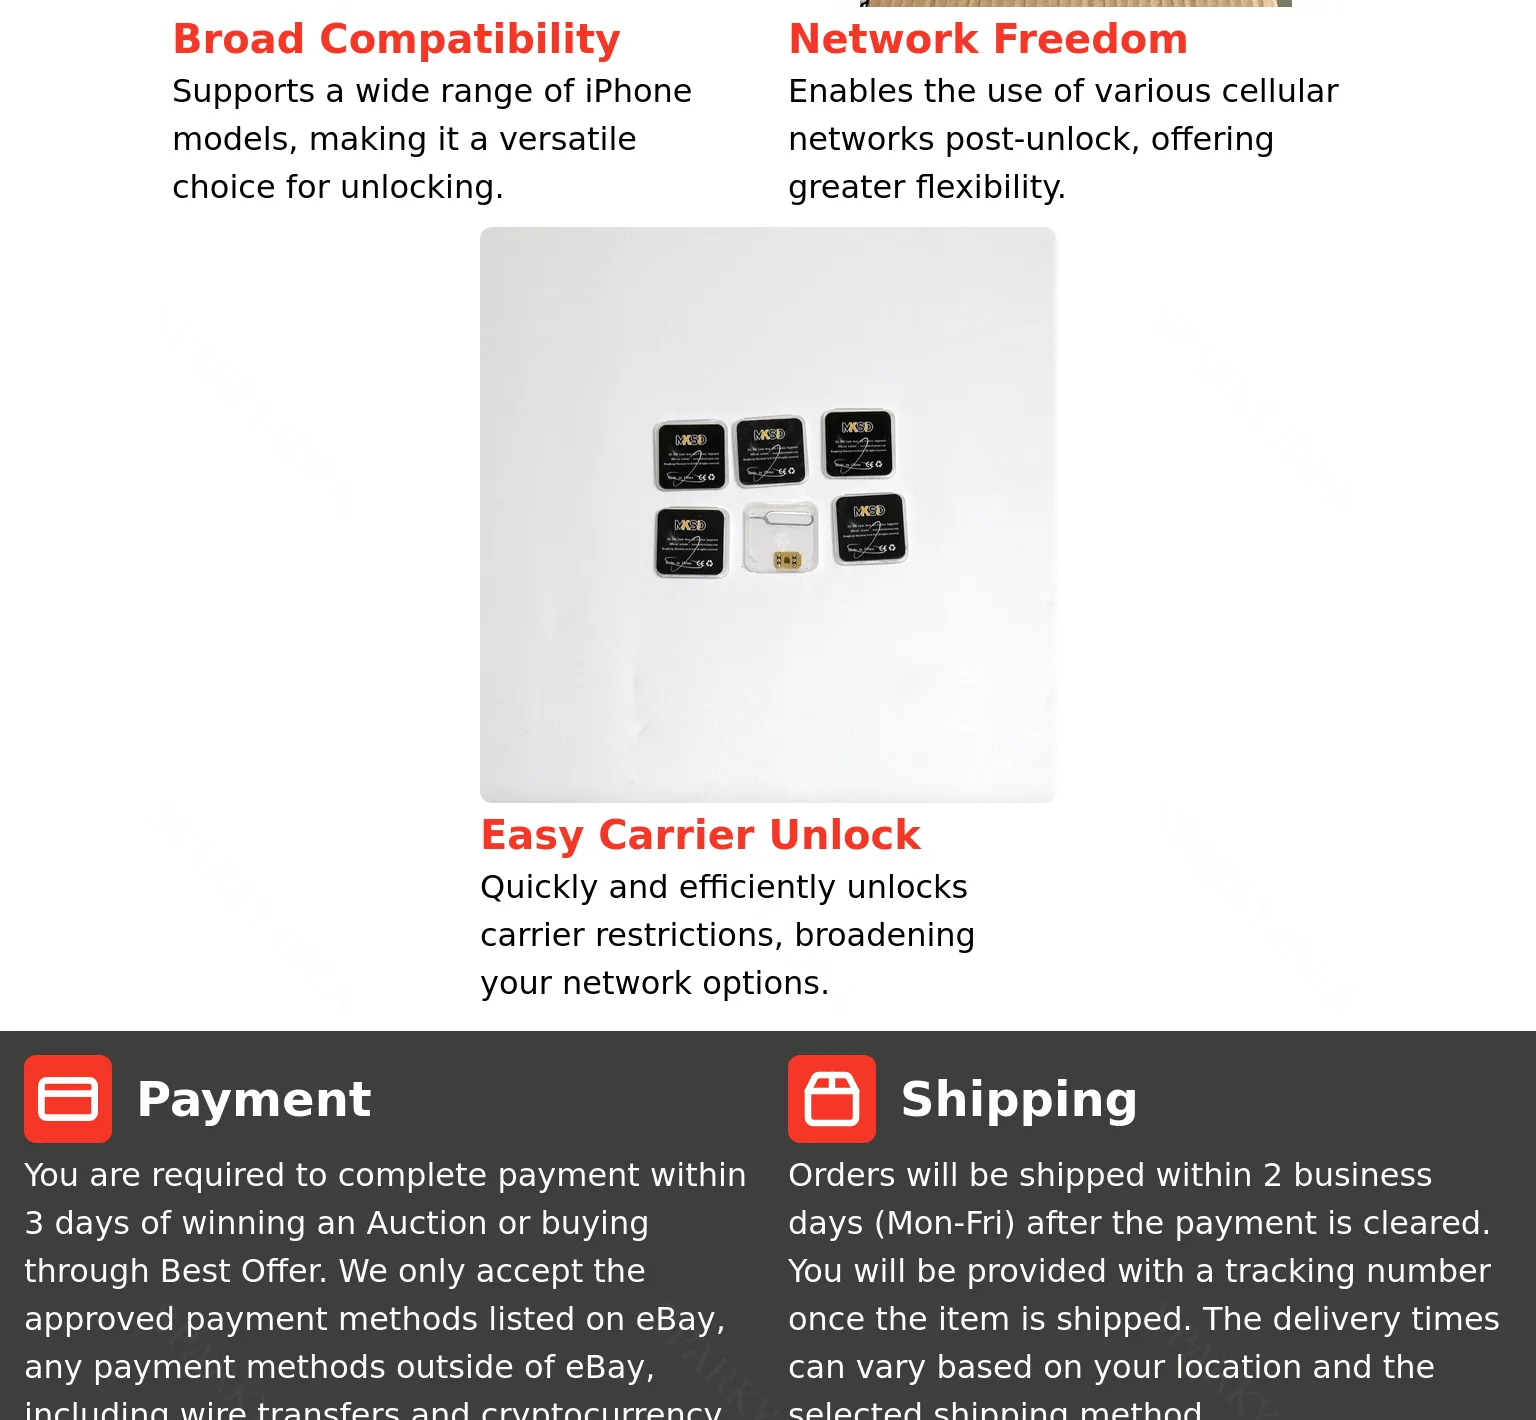 Broad Compatibility
Supports a wide range of iPhone
models, making it a versatile
choice for unlocking.
Network Freedom
Enables the use of various cellular
networks post-unlock, offering
greater flexibility.
MKSD
MKSD
MKSD
MKSD
MKSD
Easy Carrier Unlock
Quickly and efficiently unlocks
carrier restrictions, broadening
your network options.
Payment
You are required to complete payment within
3 days of winning an Auction or buying
through Best Offer. We only accept the
approved payment methods listed on eBay,
any payment methods outside of eBay,
including wire transfers and cryptocurrency
Shipping
Orders will be shipped within 2 business
days (Mon-Fri) after the payment is cleared.
You will be provided with a tracking number
once the item is shipped. The delivery times
can vary based on your location and the
selected shipping method